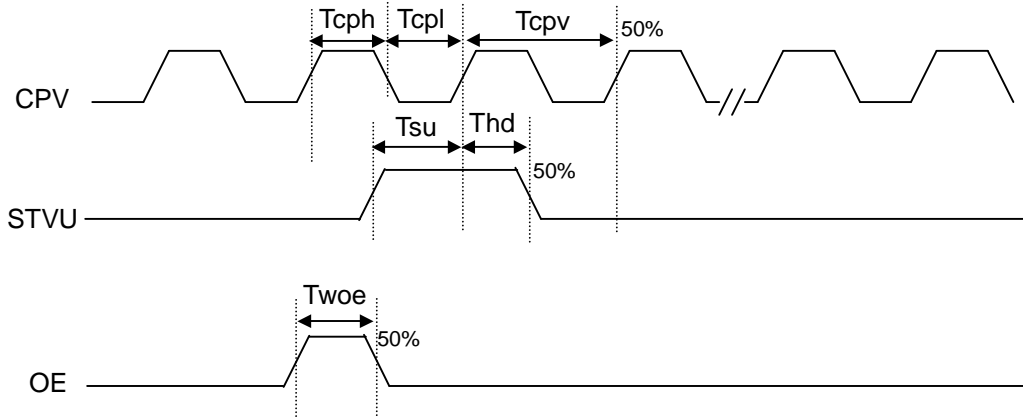 Tcph Tcpl Tcpv
50%
CPV
Tsu Thd
50%
STVU
Twoe
50%
OE